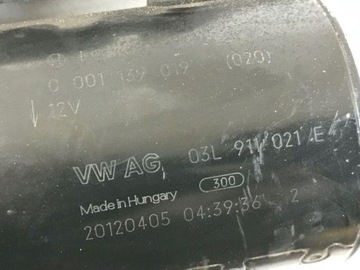 0 001 139 019 (020)
12V
VW AG 03L 911 021 E
Made in Hungary 300
20120405 04:39:36 2